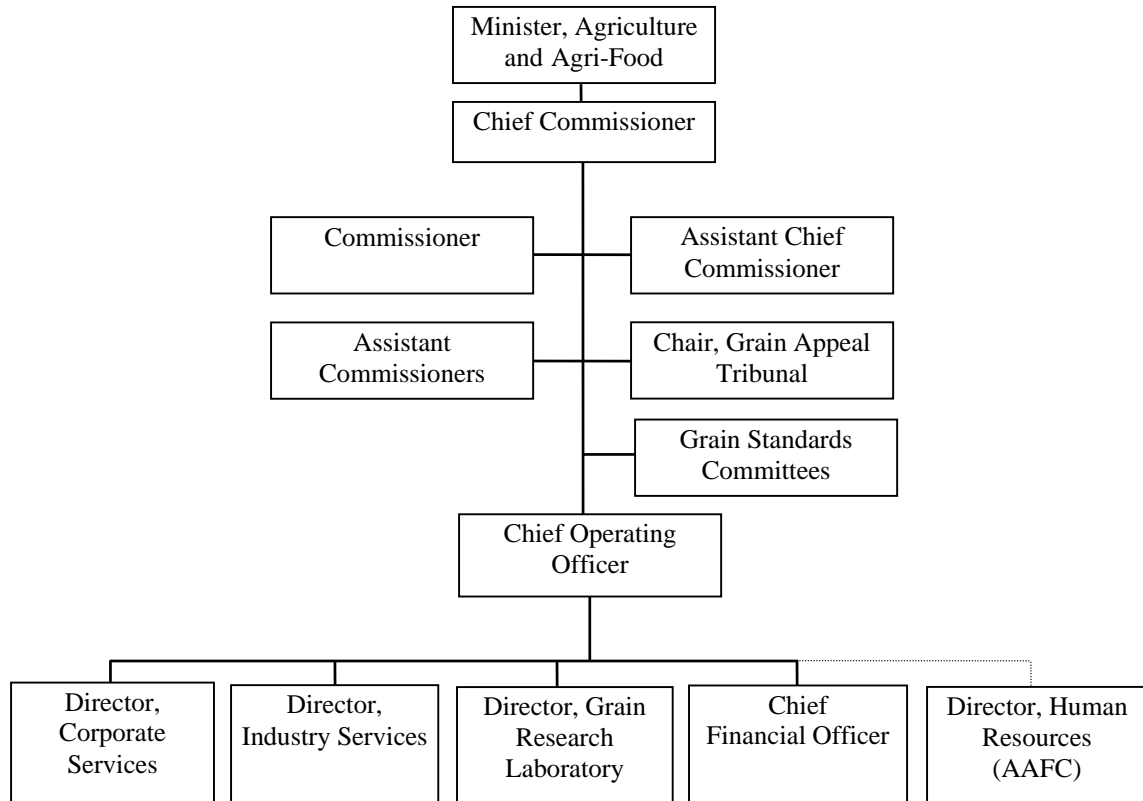 Minister, Agriculture
and Agri-Food
Chief Commissioner
Commissioner
Assistant Chief
Commissioner
Assistant
Commissioners
Chair, Grain Appeal
Tribunal
Grain Standards
Committees
Chief Operating
Officer
Director,
Corporate
Services
Director,
Industry Services
Director, Grain
Research
Laboratory
Chief
Financial Officer
Director, Human
Resources
(AAFC)